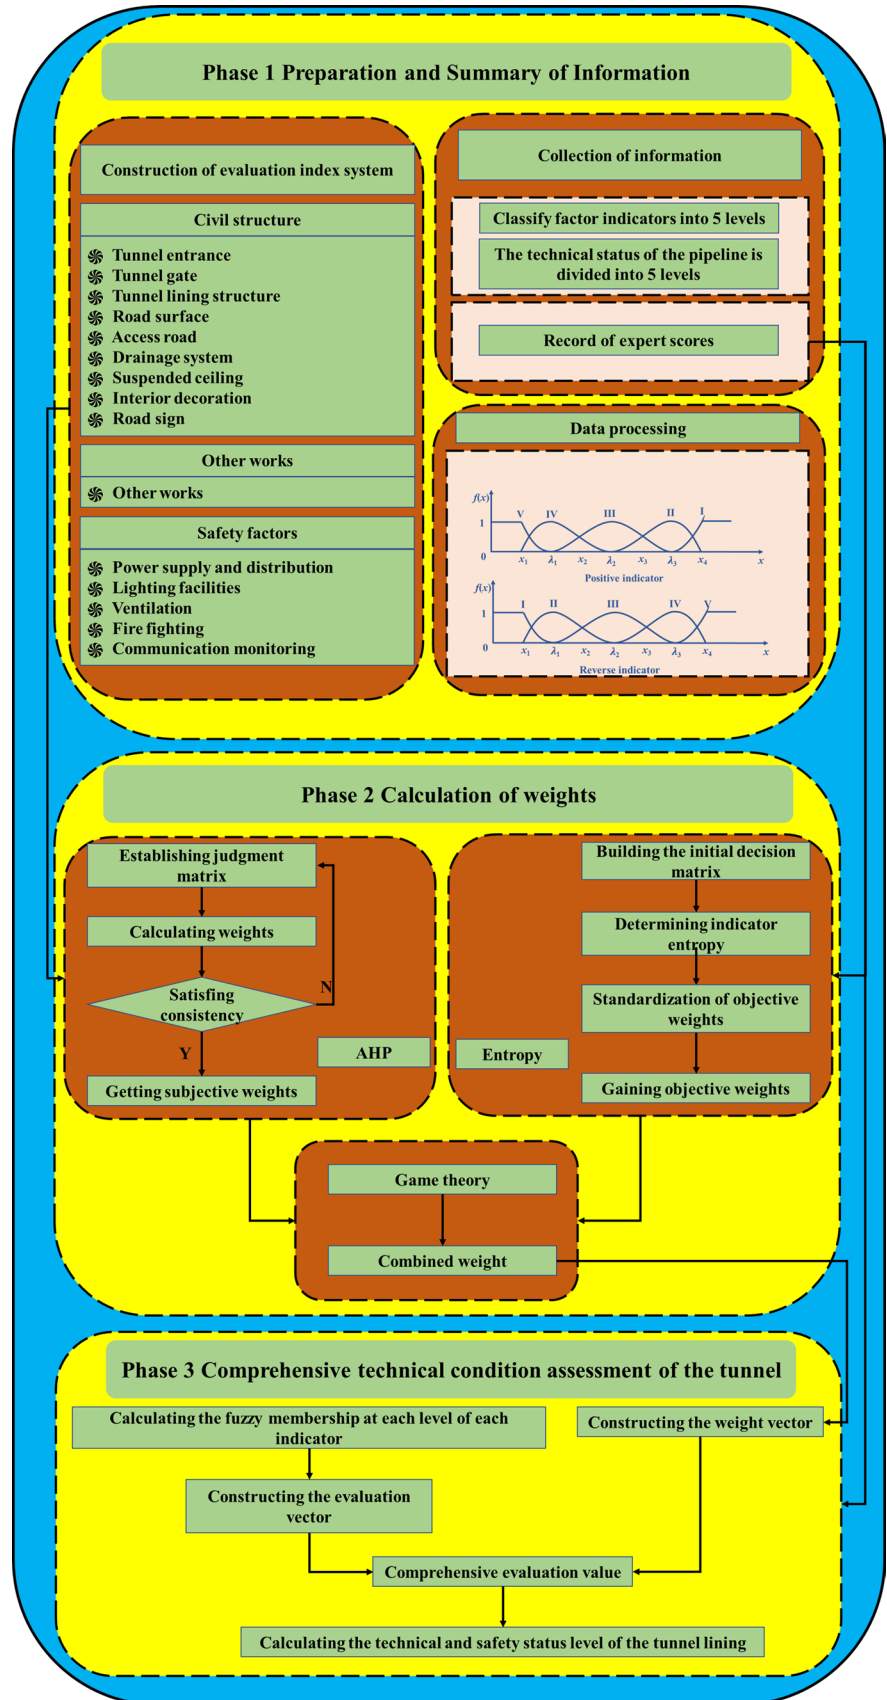 Phase 1 Preparation and Summary of Information
Construction of evaluation index system
Civil structure
Tunnel entrance
Tunnel gate
Tunnel lining structure
Road surface
Access road
Drainage system
Suspended ceiling
Interior decoration
Road sign
Other works
Other works
Safety factors
Power supply and distribution
Lighting facilities
Ventilation
Fire fighting
Communication monitoring
Collection of information
Classify factor indicators into 5 levels
The technical status of the pipeline is
divided into 5 levels
Record of expert scores
Data processing
f(x)
V IV III II I
1
0
x₁ λ₁ x₂ λ₂ x₃ λ₃ x₄ x
Positive indicator
f(x)
I II III IV V
1
0
x₁ λ₁ x₂ λ₂ x₃ λ₃ x₄ x
Reverse indicator
Phase 2 Calculation of weights
Establishing judgment
matrix
Calculating weights
Satisfing
consistency
N
Y
AHP
Getting subjective weights
Building the initial decision
matrix
Determining indicator
entropy
Standardization of objective
weights
Entropy
Gaining objective weights
Game theory
Combined weight
Phase 3 Comprehensive technical condition assessment of the tunnel
Calculating the fuzzy membership at each level of each
indicator
Constructing the weight vector
Constructing the evaluation
vector
Comprehensive evaluation value
Calculating the technical and safety status level of the tunnel lining